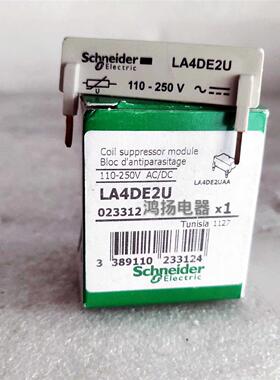 Schneider Electric LA4DE2U
U 110 - 250 V
Coil suppressor module
Bloc d'antiparasitage
110-250V AC/DC
LA4DE2U
LA4DE2UAA
023312 x1
鸿扬电器
Tunisia 1127
3 389110 233124
Schneider Electric